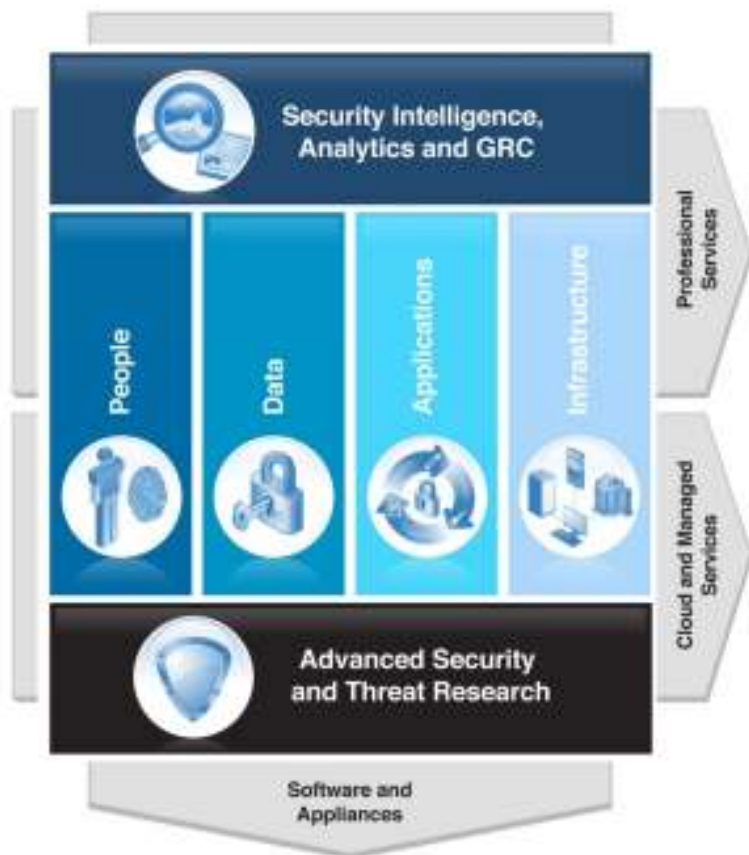 Security Intelligence,
Analytics and GRC
People
Data
Applications
Infrastructure
Professional
Services
Cloud and Managed
Services
Advanced Security
and Threat Research
Software and
Appliances